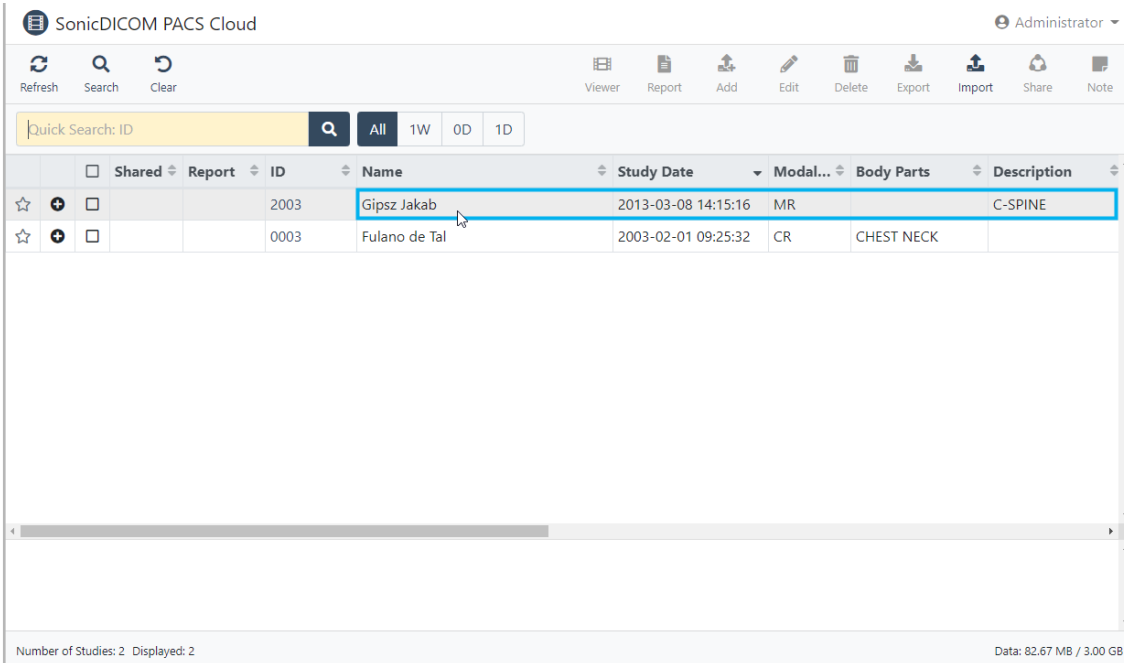 SonicDICOM PACS Cloud Administrator
Refresh Search Clear Viewer Report Add Edit Delete Export Import Share Note
Quick Search: ID All 1W 0D 1D
Shared Report ID Name Study Date Modal... Body Parts Description
2003 Gipsz Jakab 2013-03-08 14:15:16 MR C-SPINE
0003 Fulano de Tal 2003-02-01 09:25:32 CR CHEST NECK
Number of Studies: 2 Displayed: 2 Data: 82.67 MB / 3.00 GB